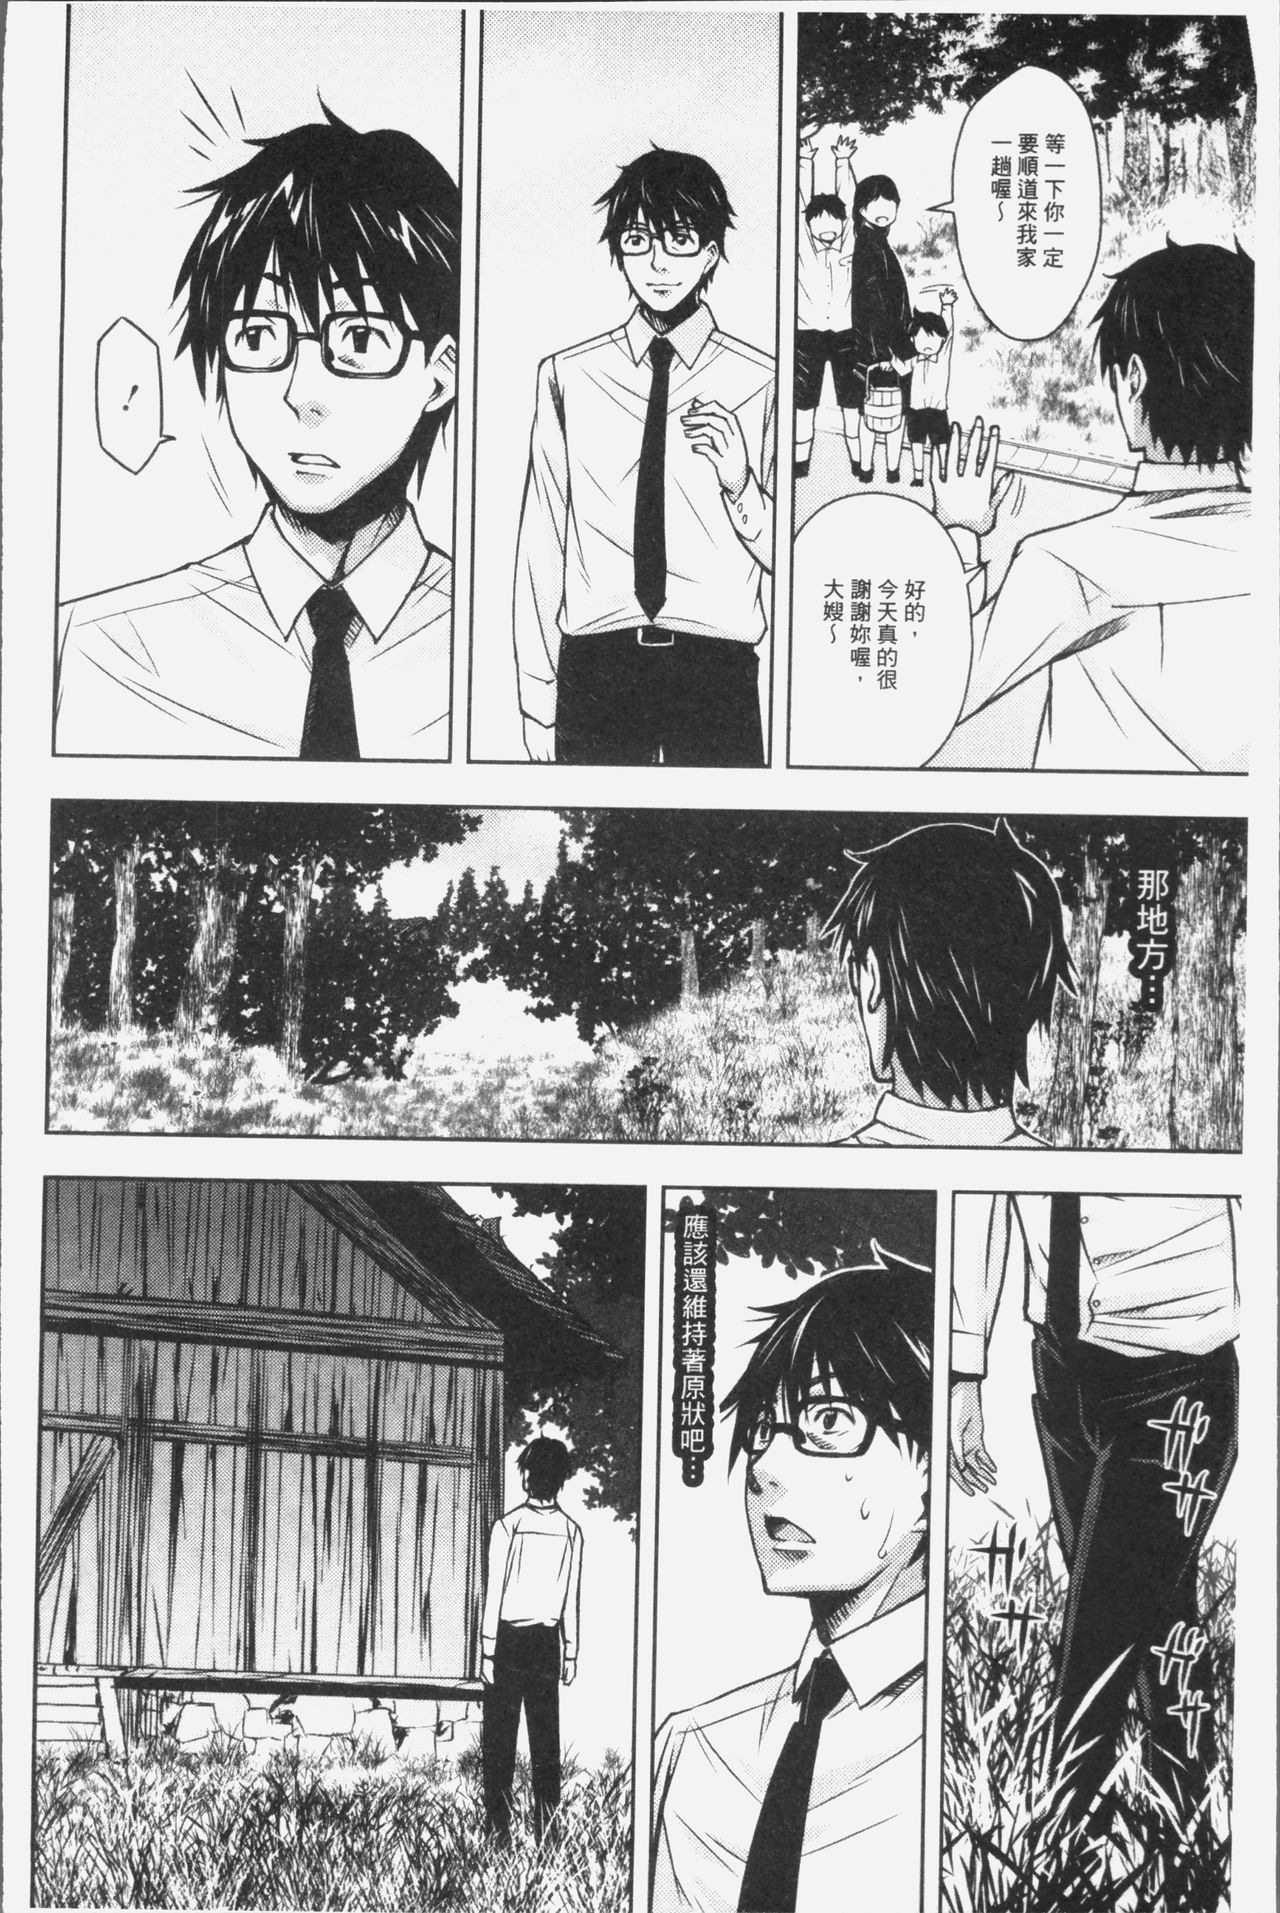 等一下你一定
要順道來我家
一趟喔～
好的，
今天真的很
謝謝妳喔，
大嫂～
！
那地方…
ガ
サ
ガ
サ
ガ
サ
應該還維持著原狀吧…